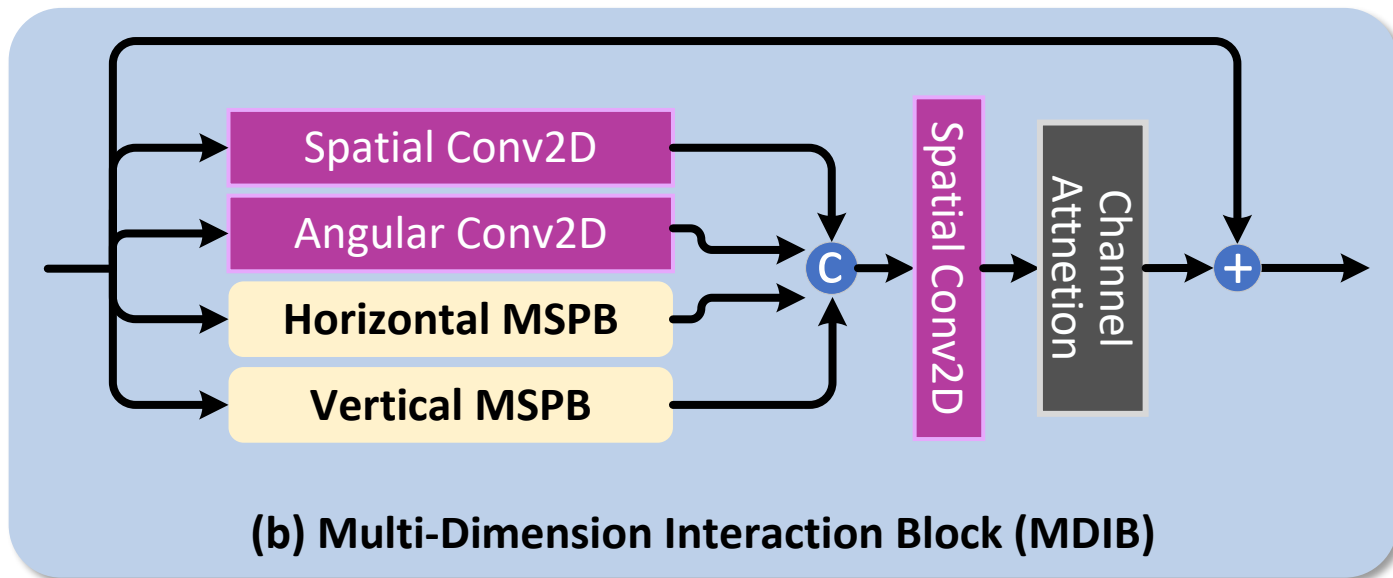 Spatial Conv2D
Angular Conv2D
Horizontal MSPB
Vertical MSPB
C
Spatial Conv2D
Channel
Attnetion
+
(b) Multi-Dimension Interaction Block (MDIB)